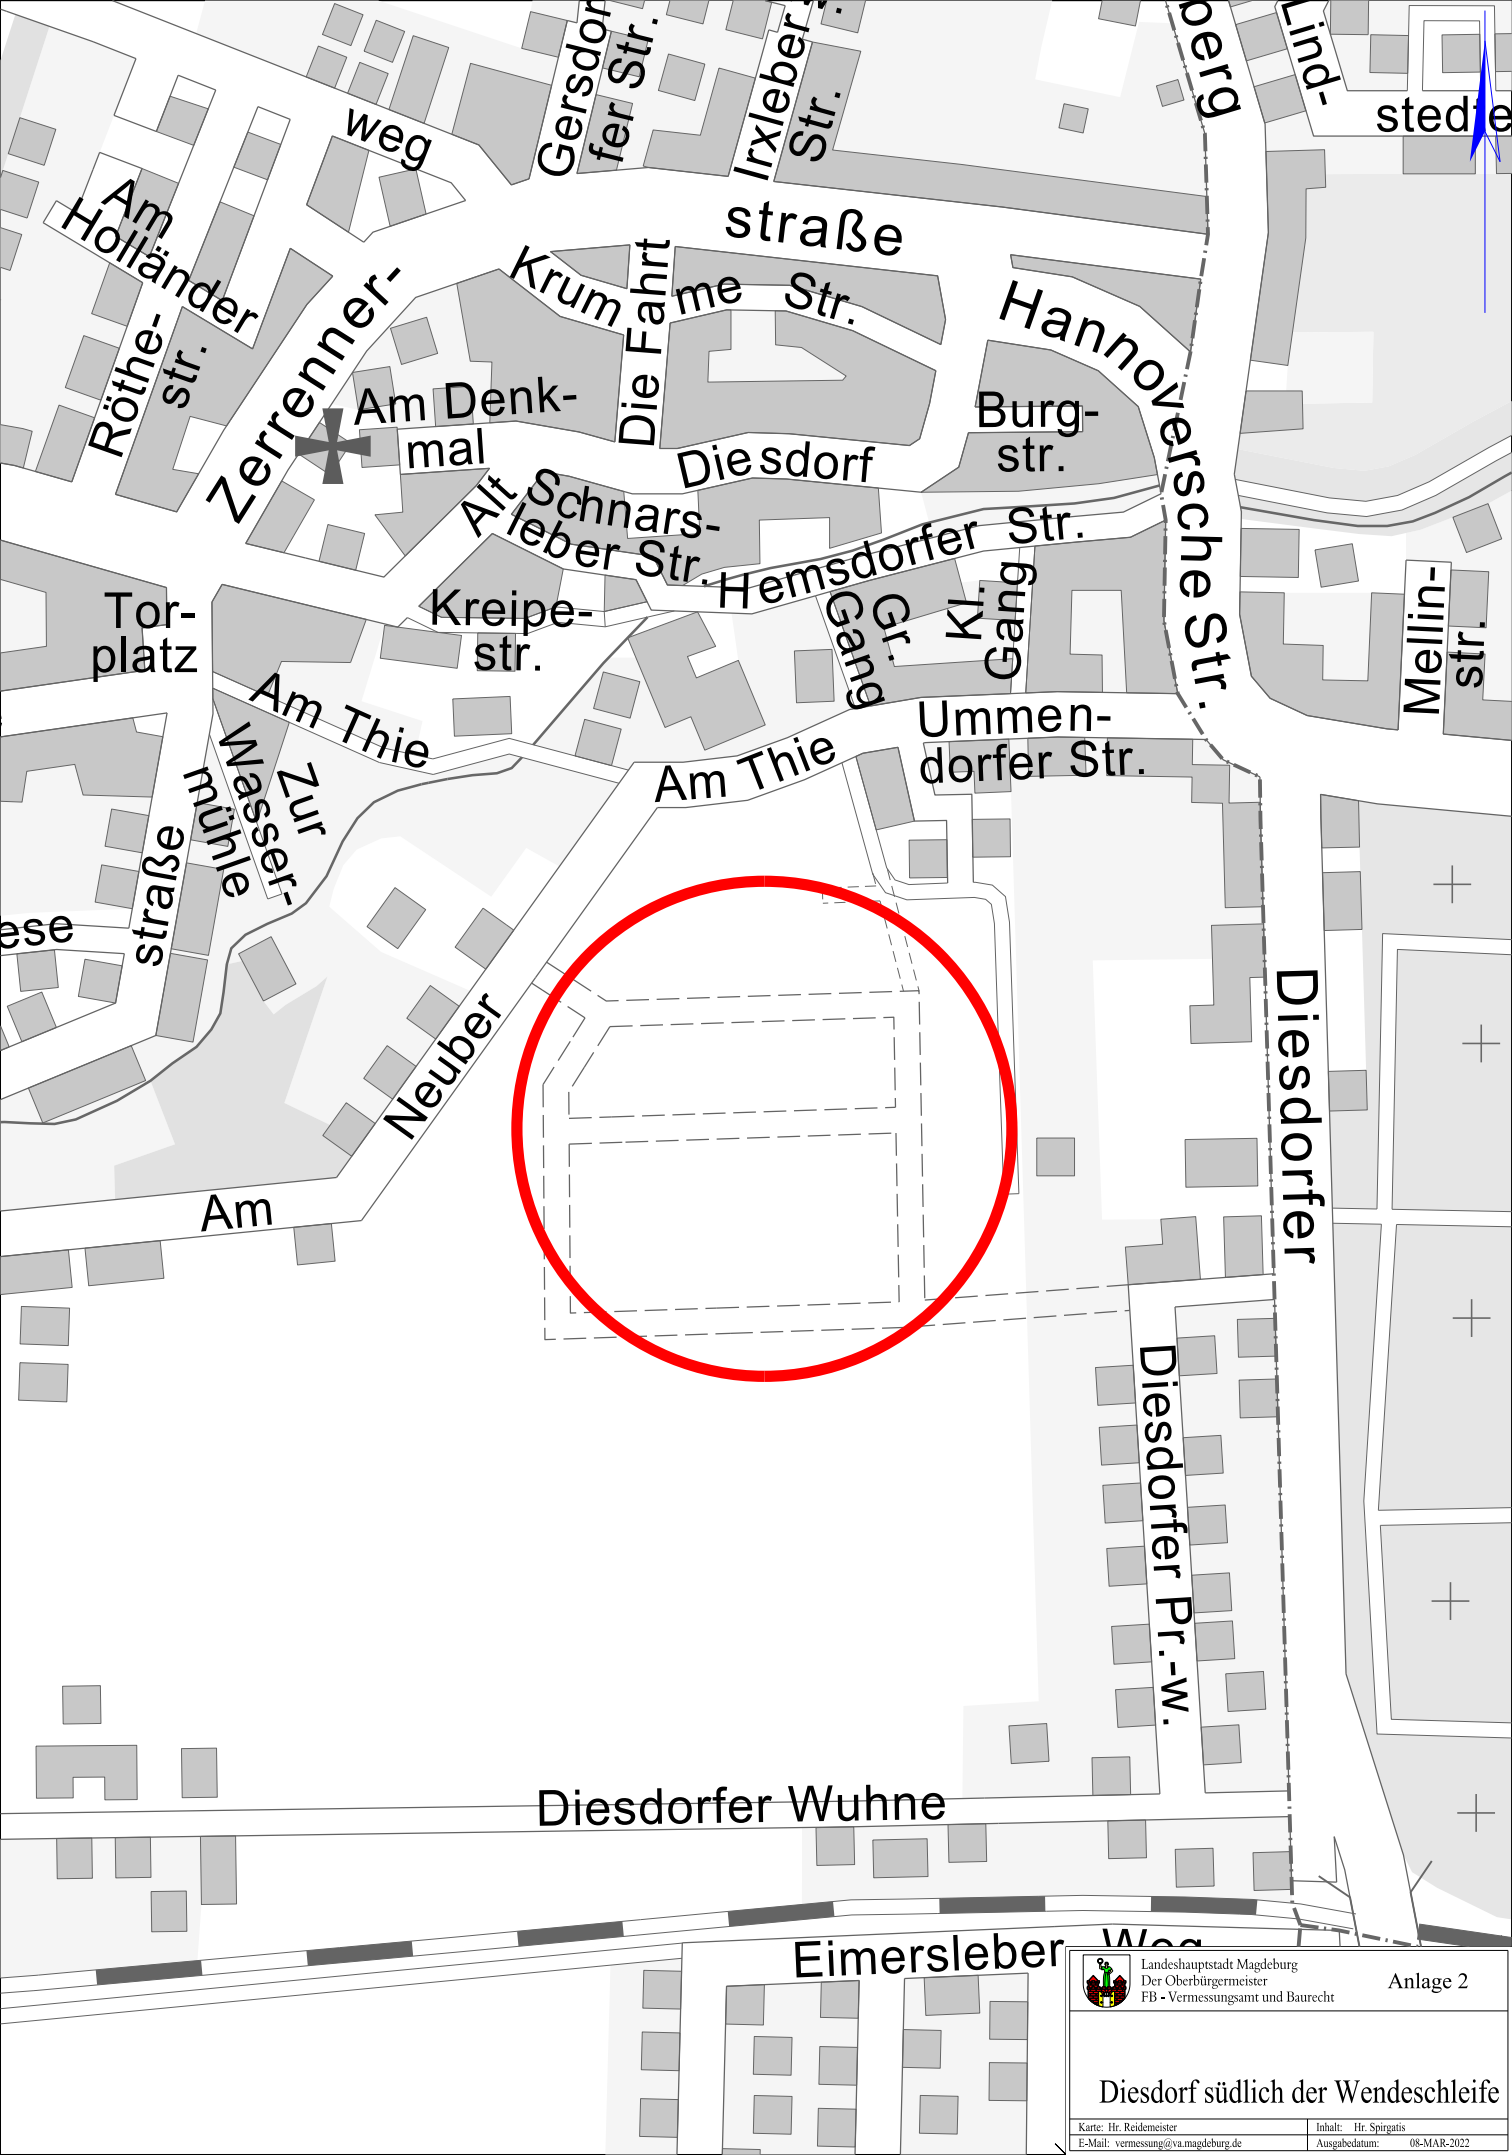 weg
Gersdor
fer Str.
Irxleber
Str.
berg
Lind-
stedte
Am
Holländer
straße
Krum
me Str.
Die Fahrt
Hannoversche Str.
Röthe-
str.
Zerrenner-
Am Denk-
mal
Burg-
str.
Alt
Diesdorf
Schnars-
leber Str.
Hemsdorfer Str.
Tor-
platz
Kreipe-
str.
Gr.
Gang
Kl.
Gang
Mellin-
str.
Am Thie
Am Thie
Ummen-
dorfer Str.
Zur
Wasser-
mühle
straße
ese
Neuber
Am
Diesdorfer
Diesdorfer Pr.-w.
Diesdorfer Wuhne
Eimersleber Weg
Landeshauptstadt Magdeburg
Der Oberbürgermeister
FB - Vermessungsamt und Baurecht
Anlage 2
Diesdorf südlich der Wendeschleife
Karte: Hr. Reidemeister
Inhalt: Hr. Spirgatis
E-Mail: vermessung@va.magdeburg.de
Ausgabedatum: 08-MAR-2022